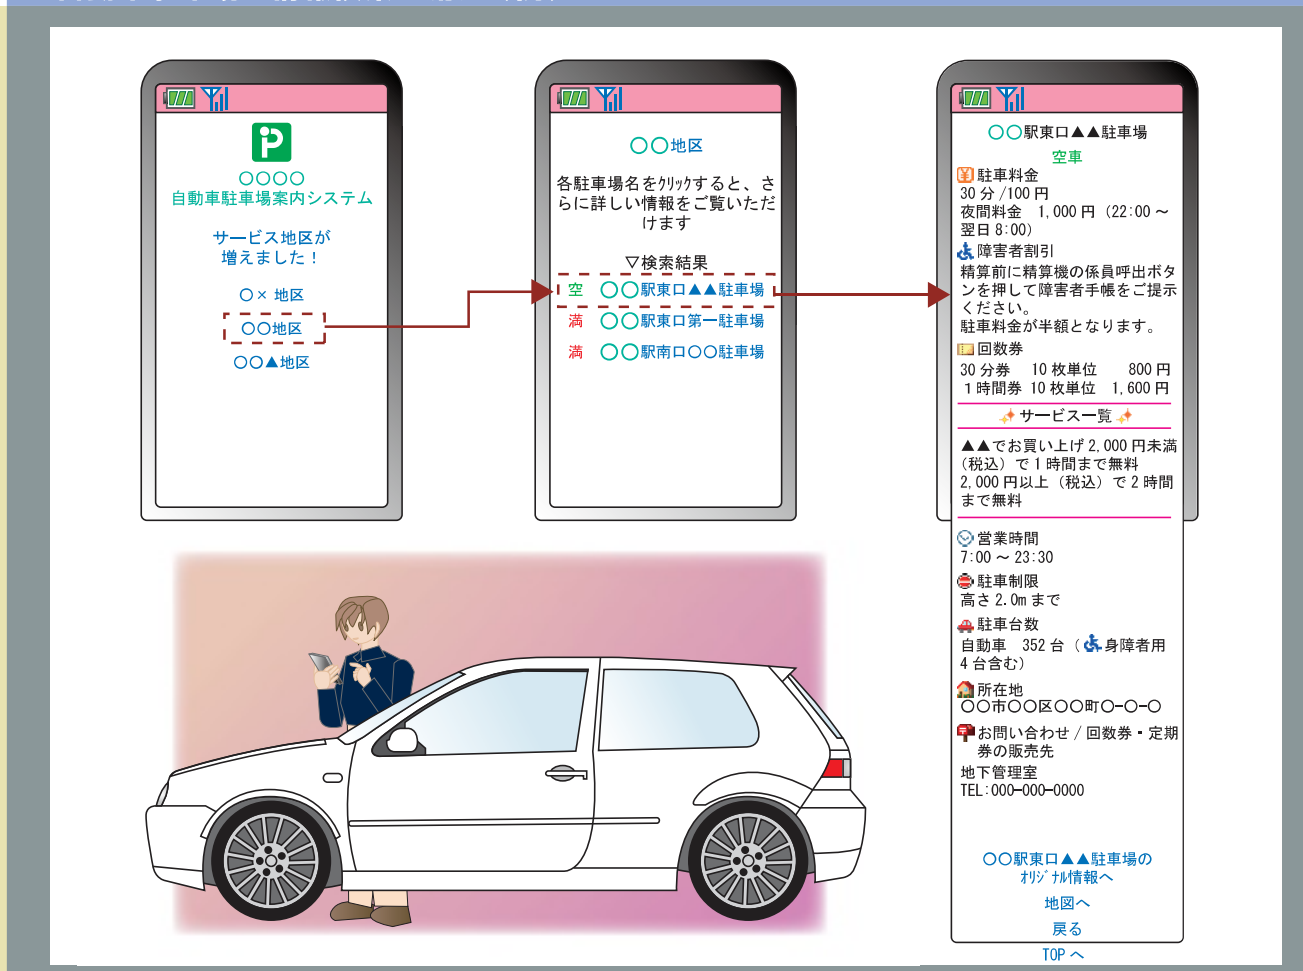 ○○○○
自動車駐車場案内システム
サービス地区が
増えました！
○× 地区
○○地区
○○▲地区
○○地区
各駐車場名をｸﾘｯｸすると、さ
らに詳しい情報をご覧いただ
けます
▽検索結果
空 ○○駅東口▲▲駐車場
満 ○○駅東口第一駐車場
満 ○○駅南口○○駐車場
○○駅東口▲▲駐車場
空車
駐車料金
30 分 /100 円
夜間料金 1,000 円（22:00 ～
翌日 8:00）
障害者割引
精算前に精算機の係員呼出ボタ
ンを押して障害者手帳をご提示
ください。
駐車料金が半額となります。
回数券
30 分券 10 枚単位 800 円
1 時間券 10 枚単位 1,600 円
サービス一覧
▲▲でお買い上げ 2,000 円未満
（税込）で 1 時間まで無料
2,000 円以上（税込）で 2 時間
まで無料
営業時間
7:00 ～ 23:30
駐車制限
高さ 2.0m まで
駐車台数
自動車 352 台（ 身障者用
4 台含む）
所在地
○○市○○区○○町○-○-○
お問い合わせ / 回数券・定期
券の販売先
地下管理室
TEL:000-000-0000
○○駅東口▲▲駐車場の
ｵﾘｼﾞﾅﾙ情報へ
地図へ
戻る
TOP へ